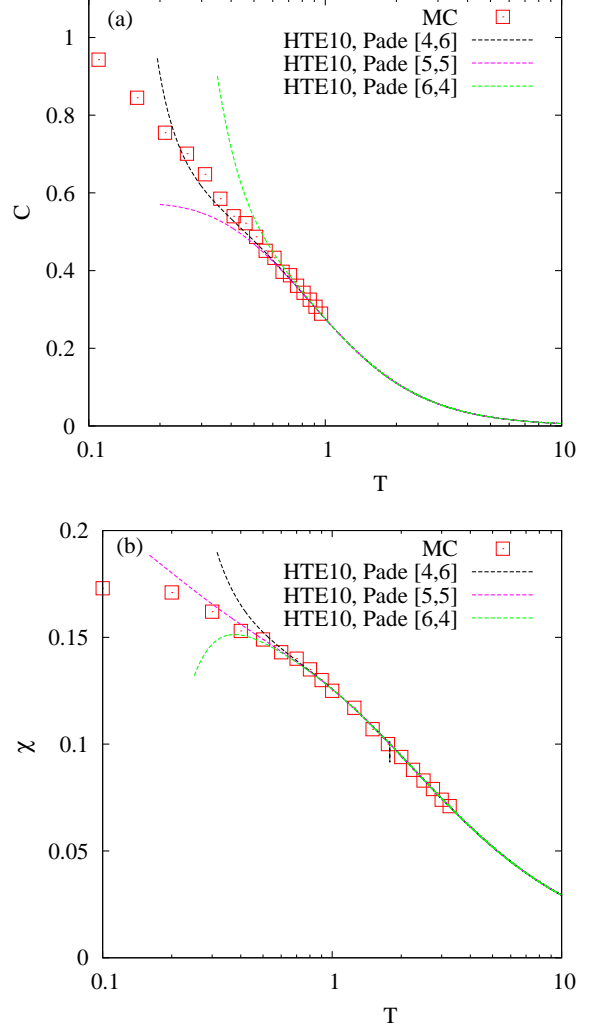 (a)
MC
HTE10, Pade [4,6]
HTE10, Pade [5,5]
HTE10, Pade [6,4]
1
0.8
0.6
0.4
0.2
0
C
0.1 1 10
T
(b)
MC
HTE10, Pade [4,6]
HTE10, Pade [5,5]
HTE10, Pade [6,4]
0.2
0.15
0.1
0.05
0
χ
0.1 1 10
T